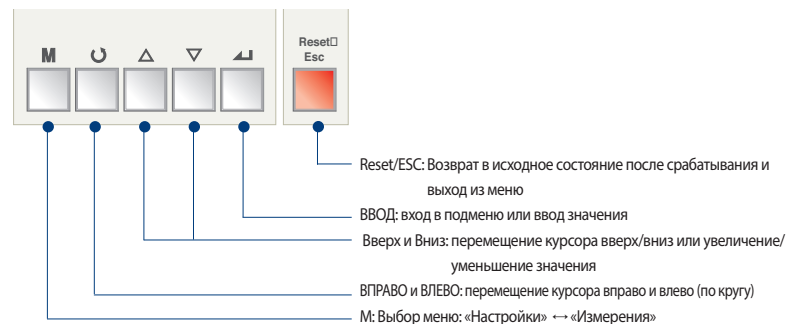 M
Reset
Esc
Reset/ESC: Возврат в исходное состояние после срабатывания и
выход из меню
ВВОД: вход в подменю или ввод значения
Вверх и Вниз: перемещение курсора вверх/вниз или увеличение/
уменьшение значения
ВПРАВО и ВЛЕВО: перемещение курсора вправо и влево (по кругу)
М: Выбор меню: «Настройки» ↔ «Измерения»